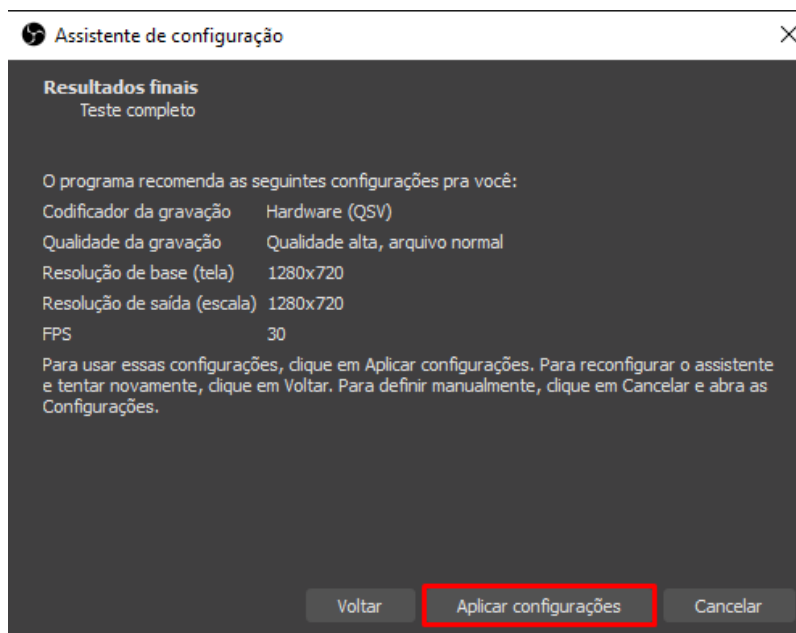 Assistente de configuração
Resultados finais
Teste completo
O programa recomenda as seguintes configurações pra você:
Codificador da gravação Hardware (QSV)
Qualidade da gravação Qualidade alta, arquivo normal
Resolução de base (tela) 1280x720
Resolução de saída (escala) 1280x720
FPS 30
Para usar essas configurações, clique em Aplicar configurações. Para reconfigurar o assistente
e tentar novamente, clique em Voltar. Para definir manualmente, clique em Cancelar e abra as
Configurações.
Voltar Aplicar configurações Cancelar